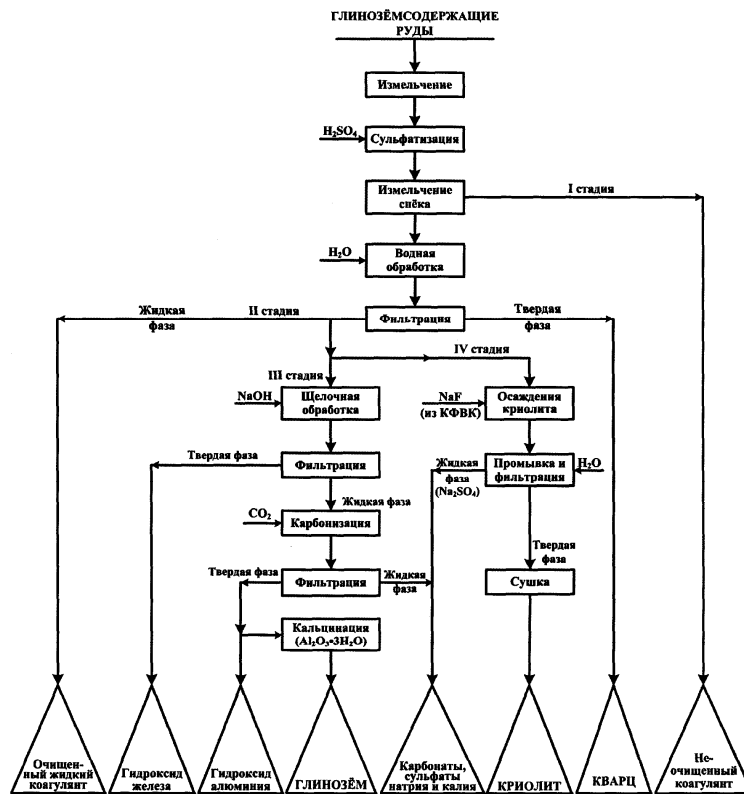 ГЛИНОЗЁМСОДЕРЖАЩИЕ
РУДЫ
Измельчение
H₂SO₄
Сульфатизация
Измельчение
спёка
I стадия
H₂O
Водная
обработка
Жидкая
фаза
II стадия
Фильтрация
Твердая
фаза
IV стадия
III стадия
NaOH
Щелочная
обработка
NaF
(из КФВК)
Осаждения
криолита
Твердая фаза
Фильтрация
Жидкая
фаза
(Na₂SO₄)
Промывка и
фильтрация
H₂O
Жидкая фаза
CO₂
Карбонизация
Твердая
фаза
Твердая фаза
Фильтрация
Жидкая
фаза
Сушка
Кальцинация
(Al₂O₃•3H₂O)
Очищен-
ный жидкий
коагулянт
Гидроксид
железа
Гидроксид
алюминия
ГЛИНОЗЁМ
Карбонаты,
сульфаты
натрия и калия
КРИОЛИТ
КВАРЦ
Не-
очищенный
коагулянт